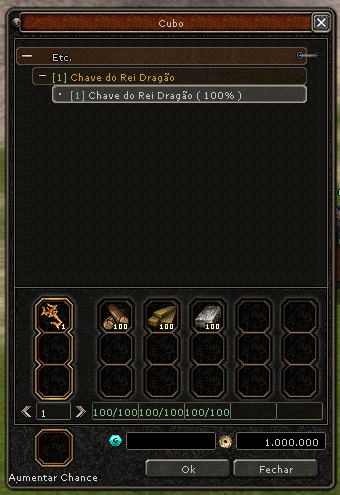 Cubo
Etc.
[1] Chave do Rei Dragão
[1] Chave do Rei Dragão ( 100% )
1 100 100 100
1 100/100 100/100 100/100
1.000.000
Aumentar Chance
Ok Fechar